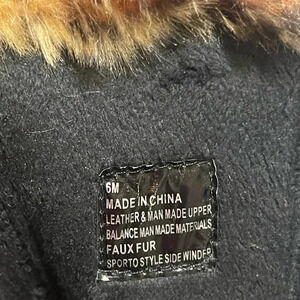 6M
MADE IN CHINA
LEATHER & MAN MADE UPPER
BALANCE MAN MADE MATERIALS
FAUX FUR
SPORTO STYLE SIDE WINDER